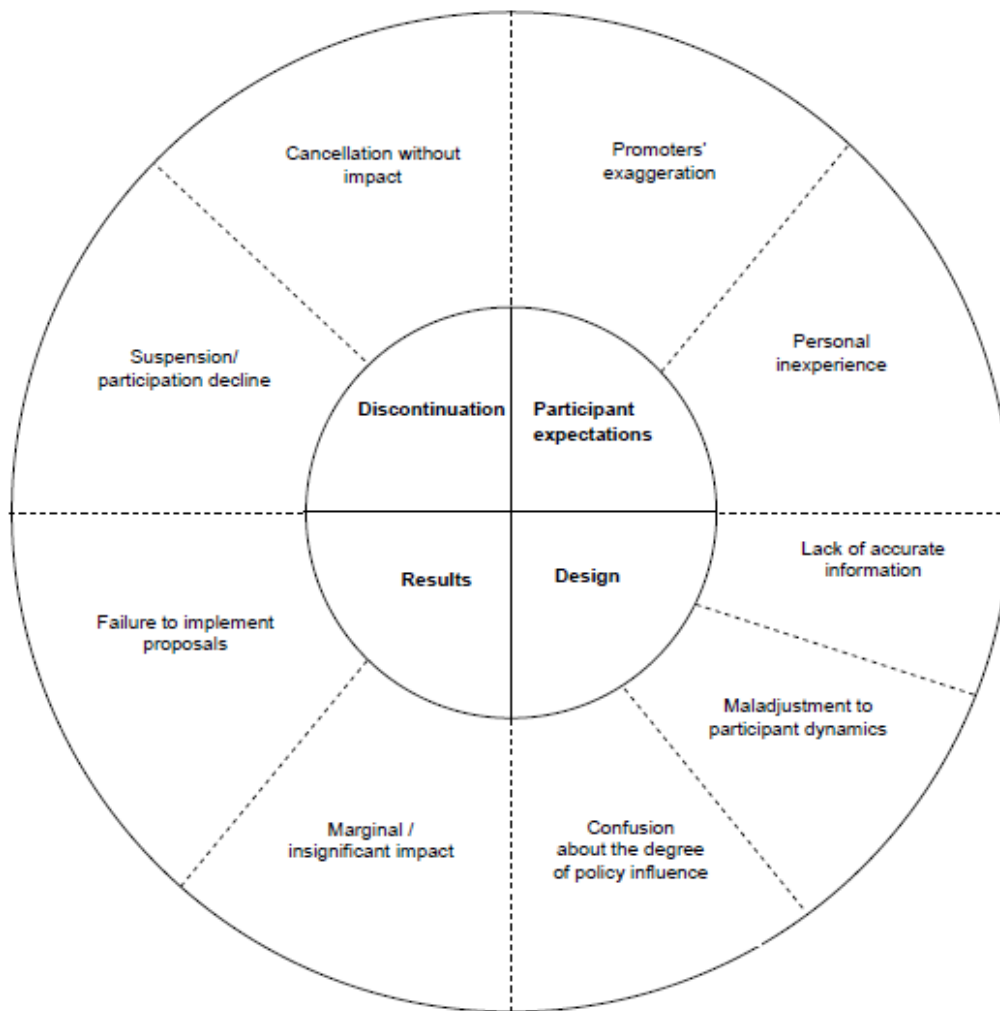 Cancellation without
impact
Promoters'
exaggeration
Suspension/
participation decline
Personal
inexperience
Discontinuation
Participant
expectations
Results
Design
Lack of accurate
information
Failure to implement
proposals
Maladjustment to
participant dynamics
Marginal /
insignificant impact
Confusion
about the degree
of policy influence